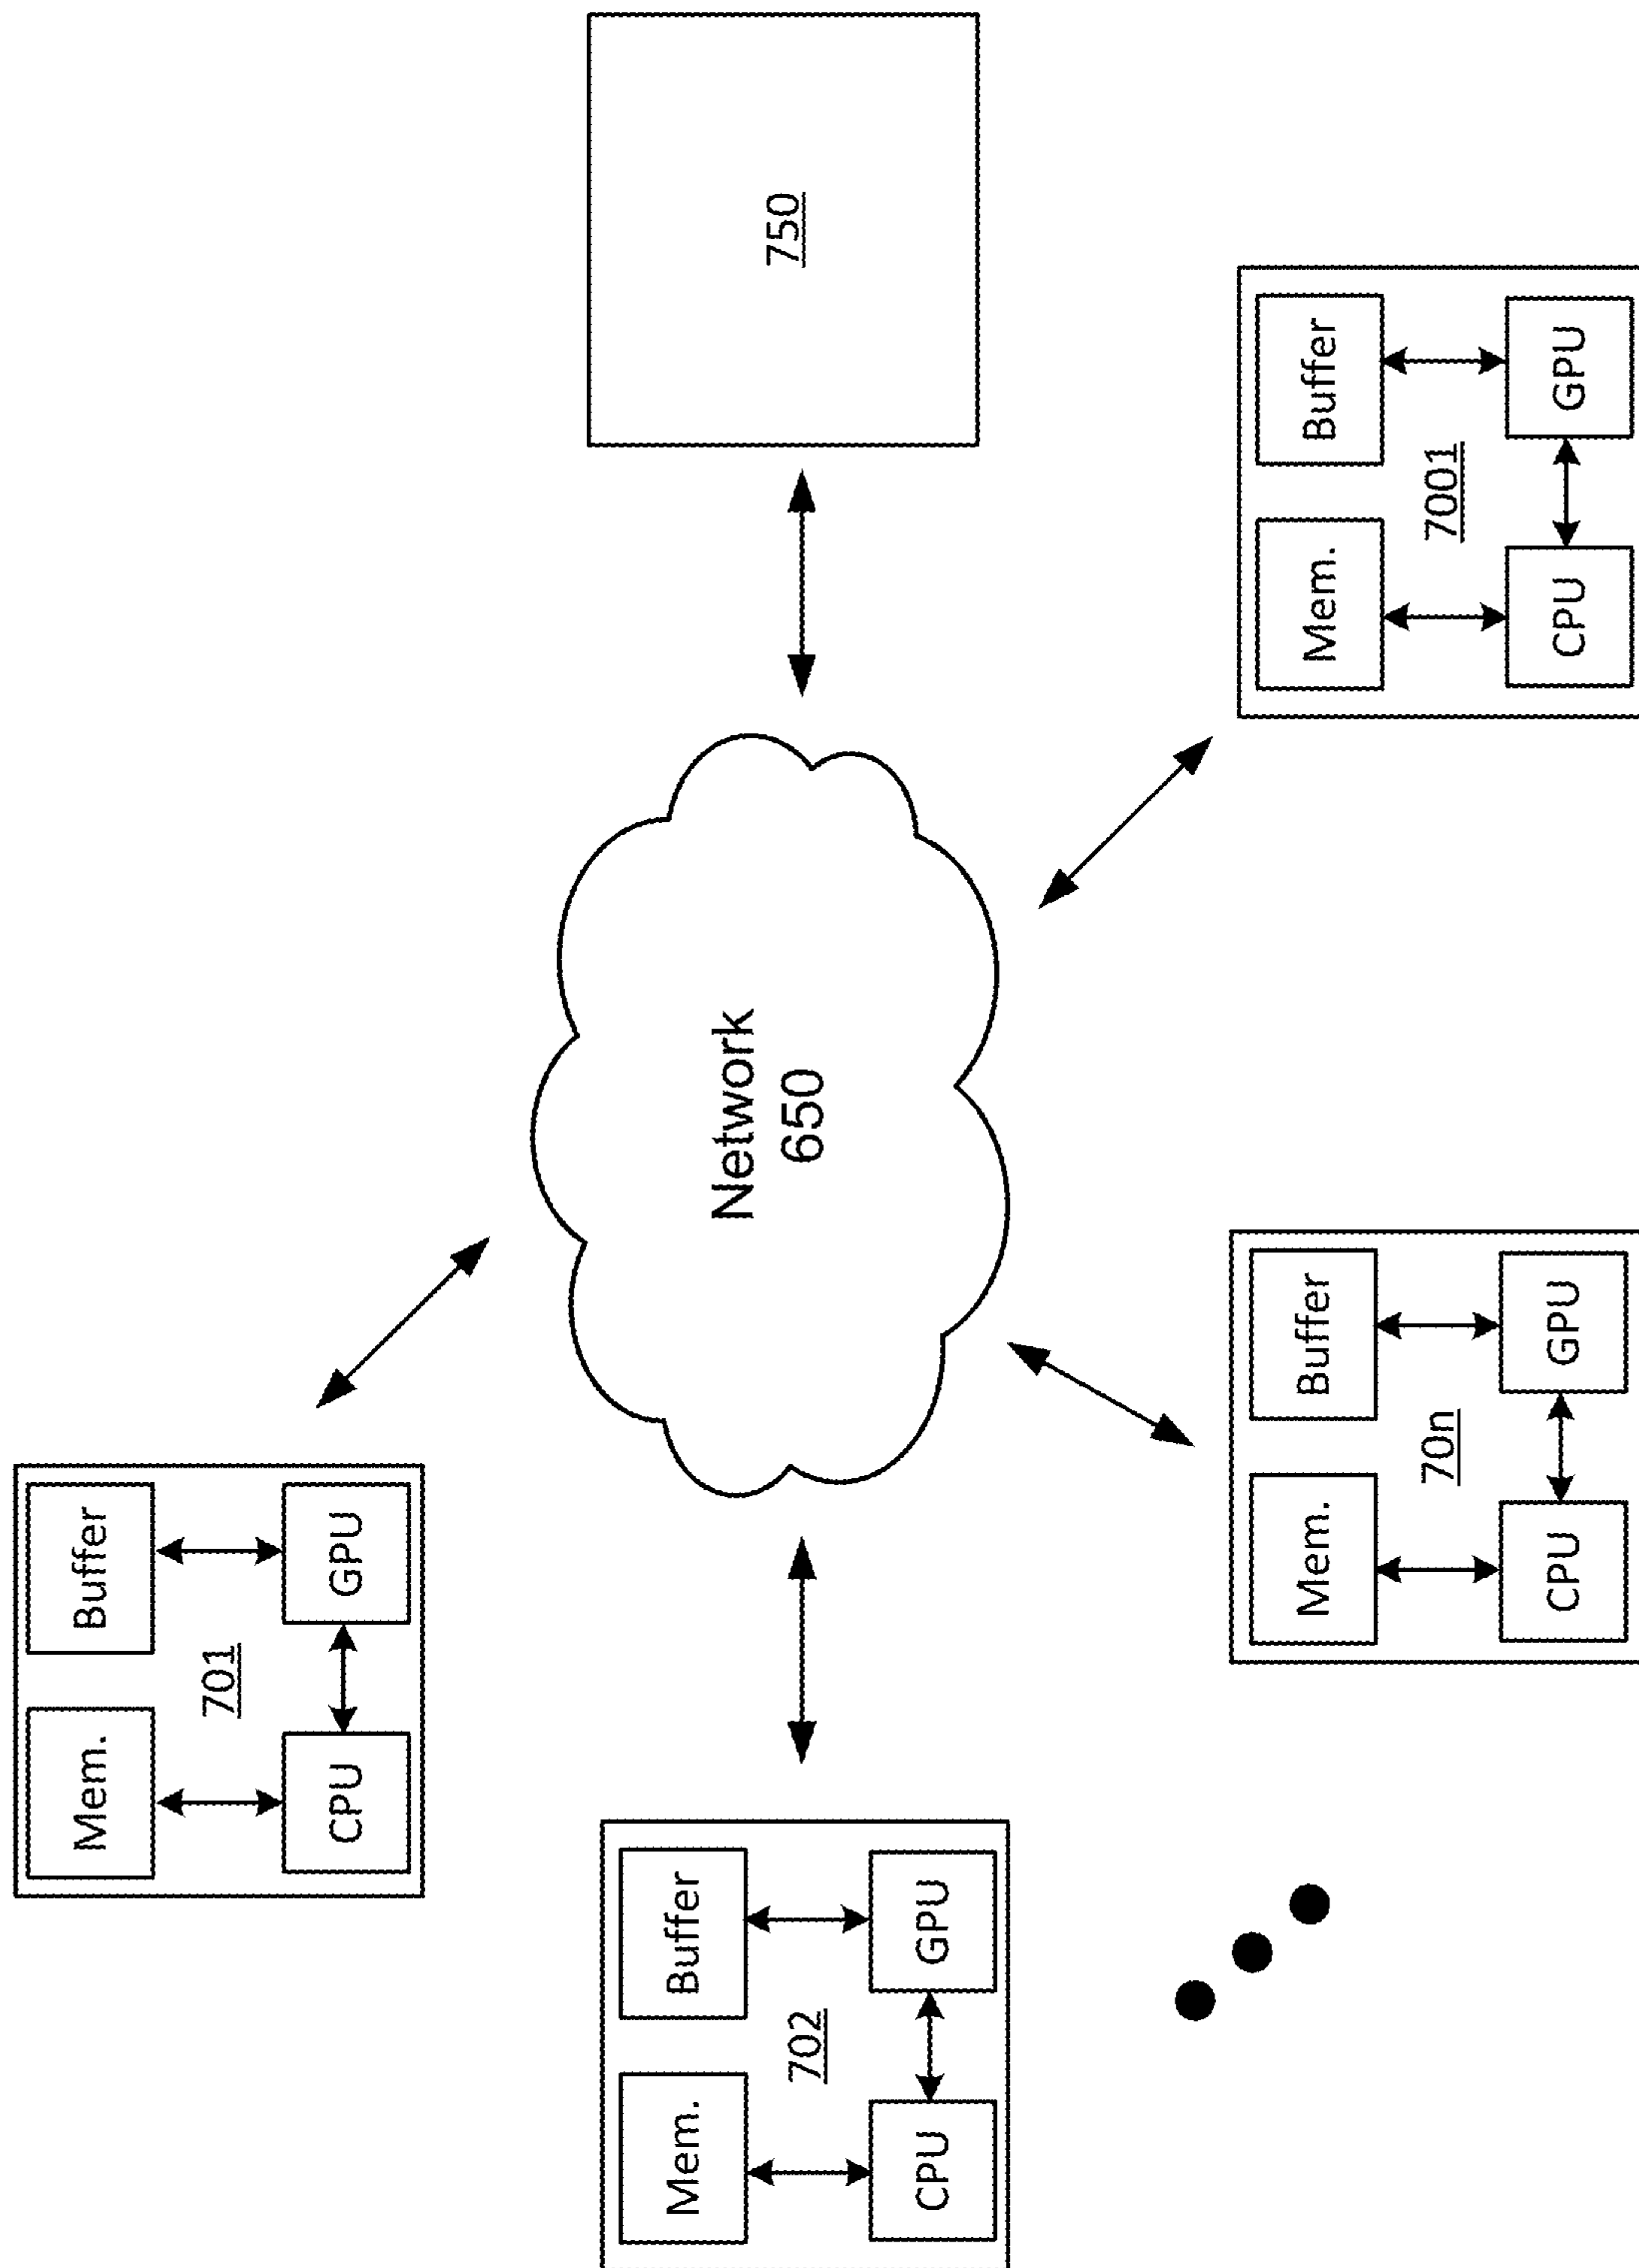 Mem.
Buffer
701
CPU
GPU
Mem.
Buffer
702
CPU
GPU
Network
650
750
Mem.
Buffer
70n
CPU
GPU
Mem.
Buffer
7001
CPU
GPU